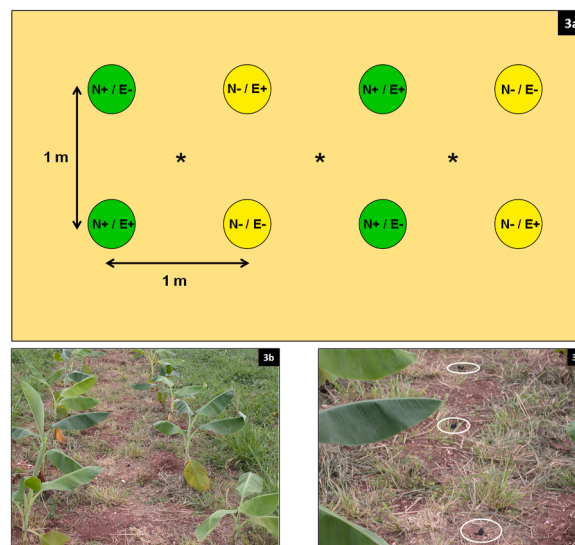 3a
N+ / E-
N- / E+
N+ / E+
N- / E-
1 m
*
*
*
N+ / E+
N- / E-
N+ / E-
N- / E+
1 m
3b